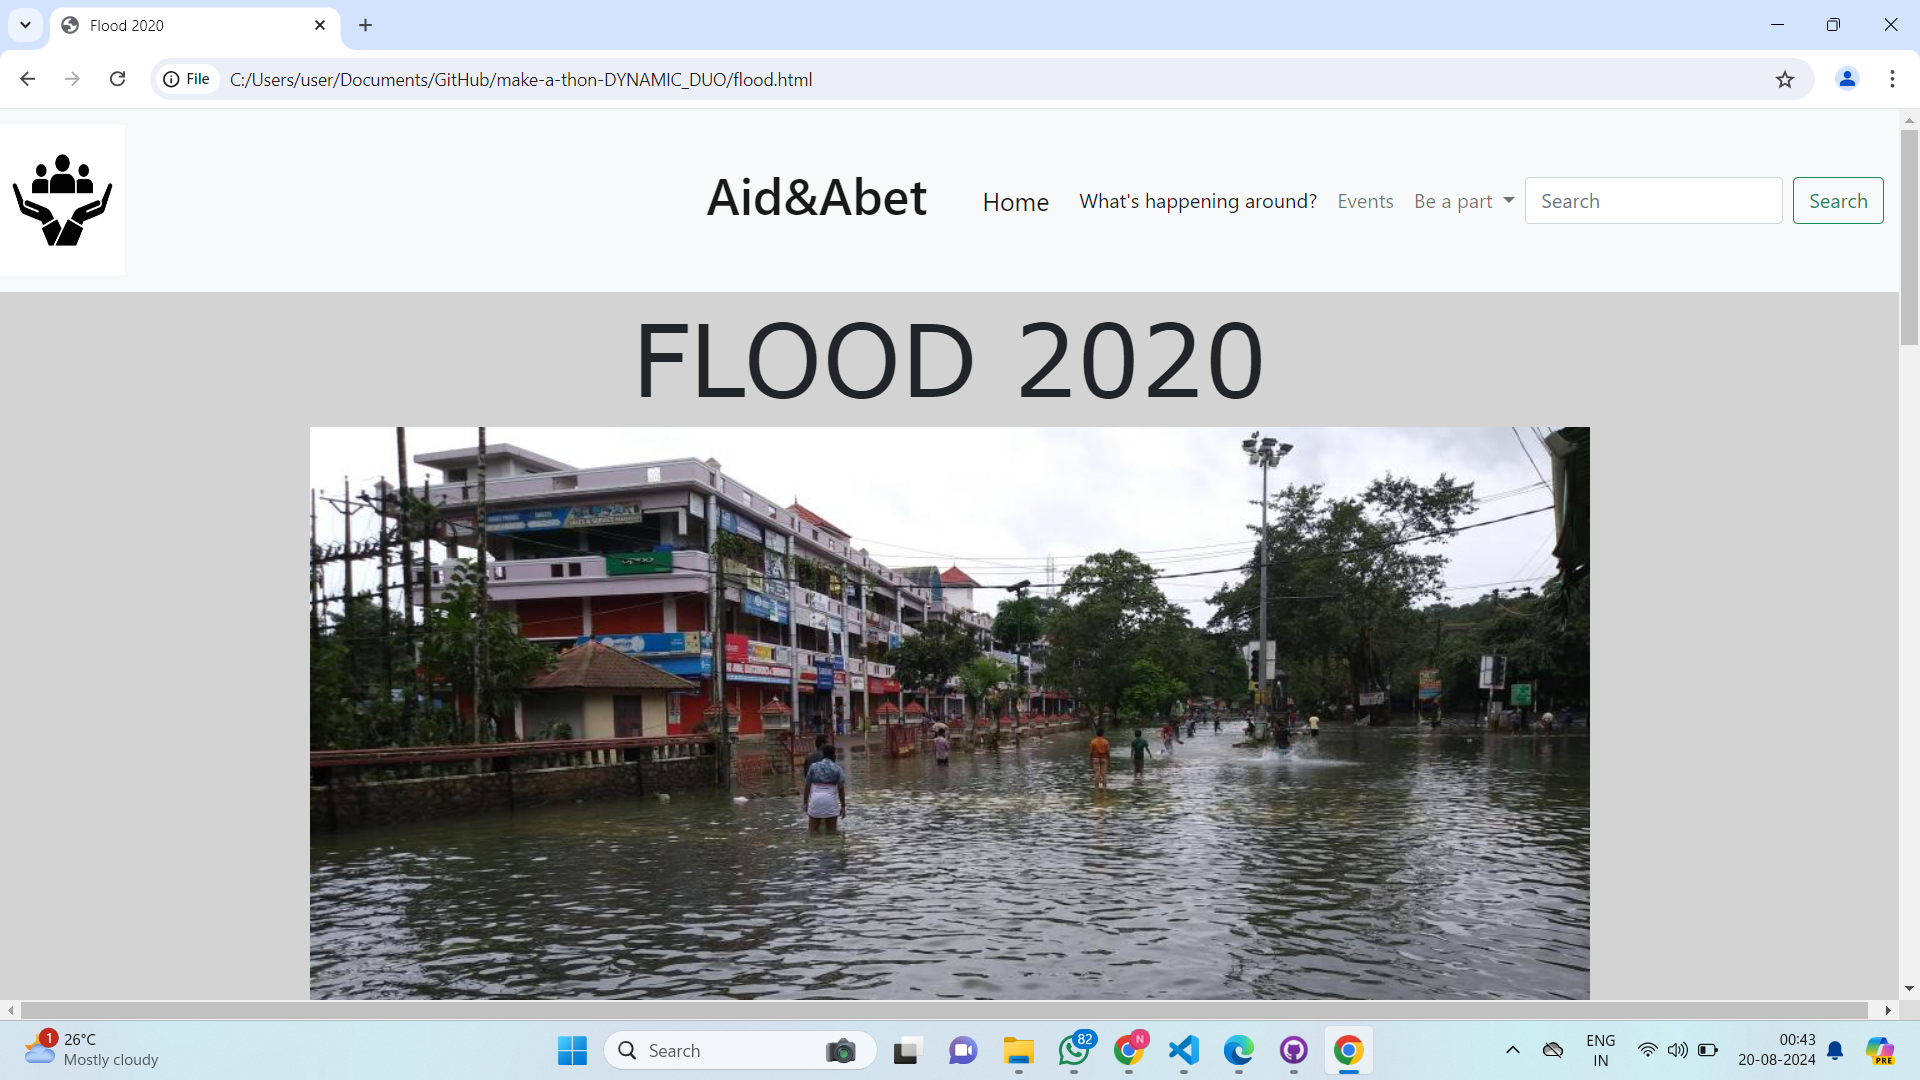 Flood 2020
File
C:/Users/user/Documents/GitHub/make-a-thon-DYNAMIC_DUO/flood.html
Aid&Abet
Home
What's happening around?
Events
Be a part
Search
Search
FLOOD 2020
1
26°C
Mostly cloudy
Search
82
N
ENG
IN
00:43
20-08-2024
PRE